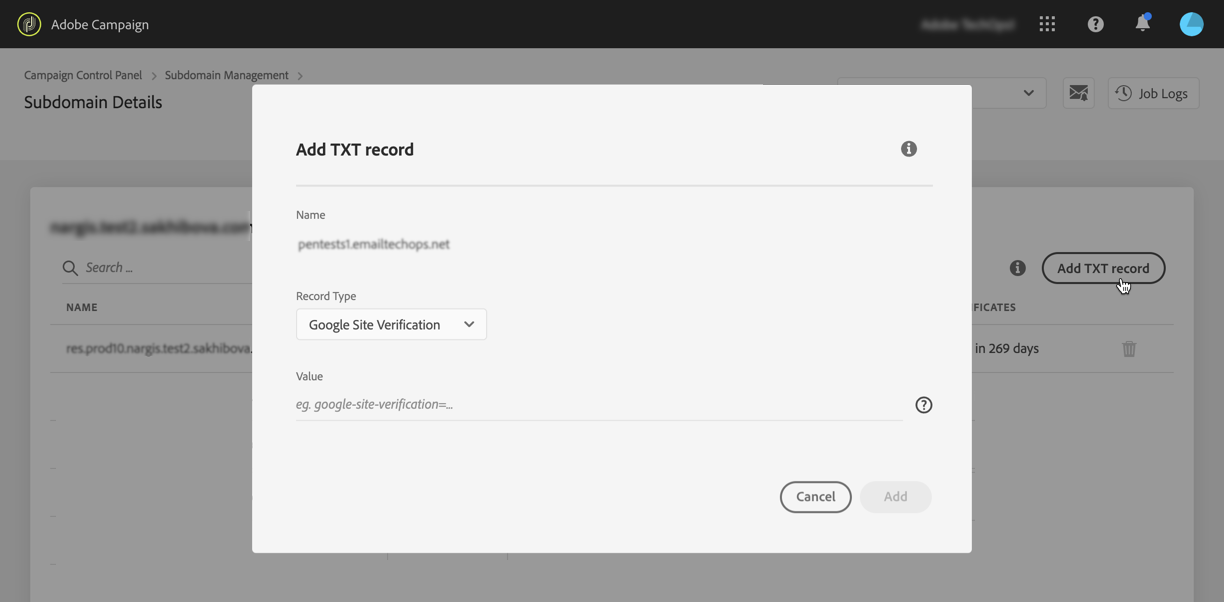 Adobe Campaign
Campaign Control Panel > Subdomain Management >
Subdomain Details
Job Logs
Add TXT record
Name
pentests1.emailtechops.net
Record Type
Google Site Verification
Value
eg. google-site-verification=...
Cancel
Add
Search ...
Add TXT record
NAME
FICATES
res.prod10.nargis.test2.sakhibova.
in 269 days